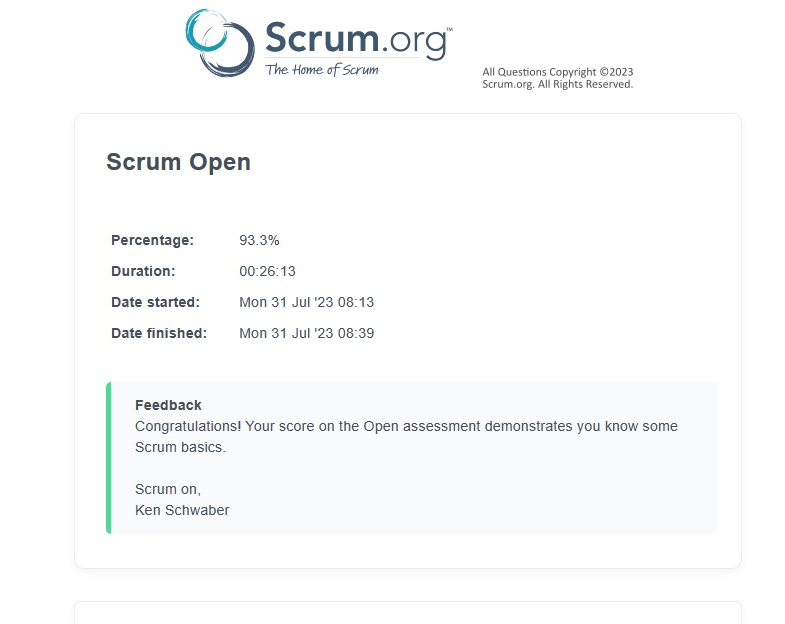 Scrum.org™
The Home of Scrum
All Questions Copyright ©2023
Scrum.org. All Rights Reserved.
Scrum Open
Percentage: 93.3%
Duration: 00:26:13
Date started: Mon 31 Jul '23 08:13
Date finished: Mon 31 Jul '23 08:39
Feedback
Congratulations! Your score on the Open assessment demonstrates you know some
Scrum basics.
Scrum on,
Ken Schwaber